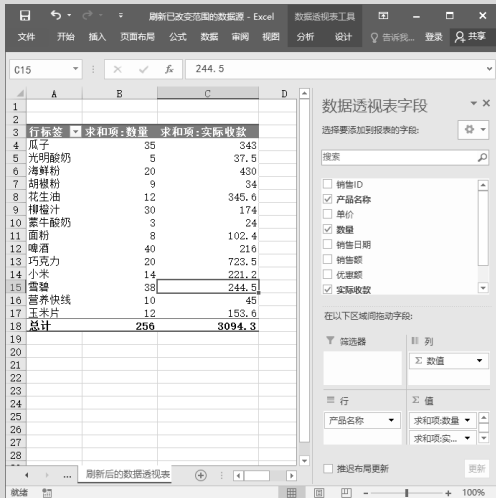 刷新已改变范围的数据源 - Excel
数据透视表工具
文件 开始 插入 页面布局 公式 数据 审阅 视图 分析 设计 告诉我... 登录 共享
C15 fx 244.5
A B C D
1
2
3 行标签 求和项:数量 求和项:实际收款
4 瓜子 35 343
5 光明酸奶 5 37.5
6 海鲜粉 20 430
7 胡椒粉 9 34
8 花生油 12 345.6
9 柳橙汁 30 174
10 蒙牛酸奶 3 24
11 面粉 8 102.4
12 啤酒 40 216
13 巧克力 20 723.5
14 小米 14 221.2
15 雪碧 38 244.5
16 营养快线 10 45
17 玉米片 12 153.6
18 总计 256 3094.3
19
20
21
22
23
24
25
26
27
28
... 刷新后的数据透视表
数据透视表字段
选择要添加到报表的字段:
搜索
销售ID
产品名称
单价
数量
销售日期
销售额
优惠额
实际收款
在以下区域间拖动字段:
筛选器
列
Σ 数值
行
产品名称
Σ 值
求和项:数量
求和项:实...
推迟布局更新 更新
就绪 100%